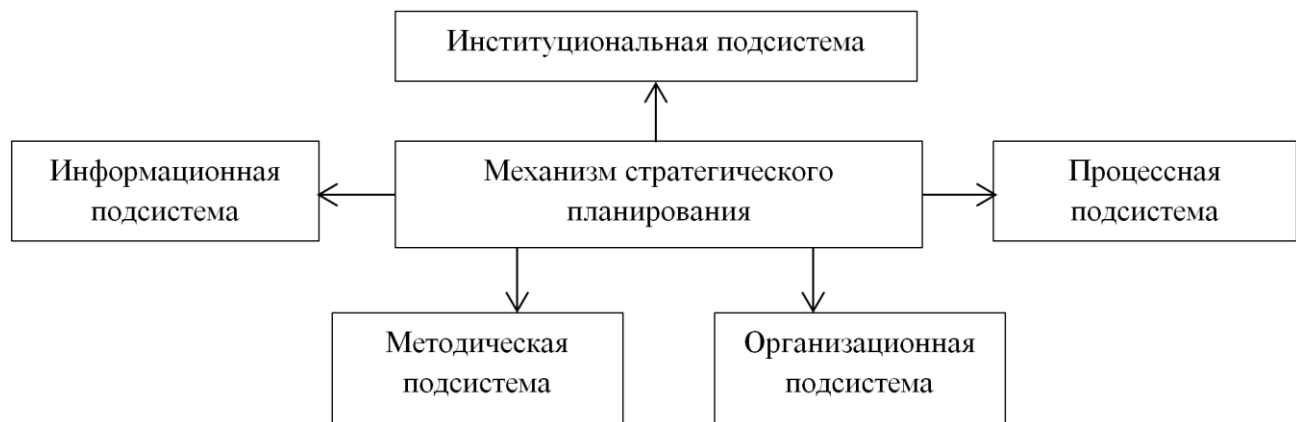 Институциональная подсистема
Информационная
подсистема
Механизм стратегического
планирования
Процессная
подсистема
Методическая
подсистема
Организационная
подсистема